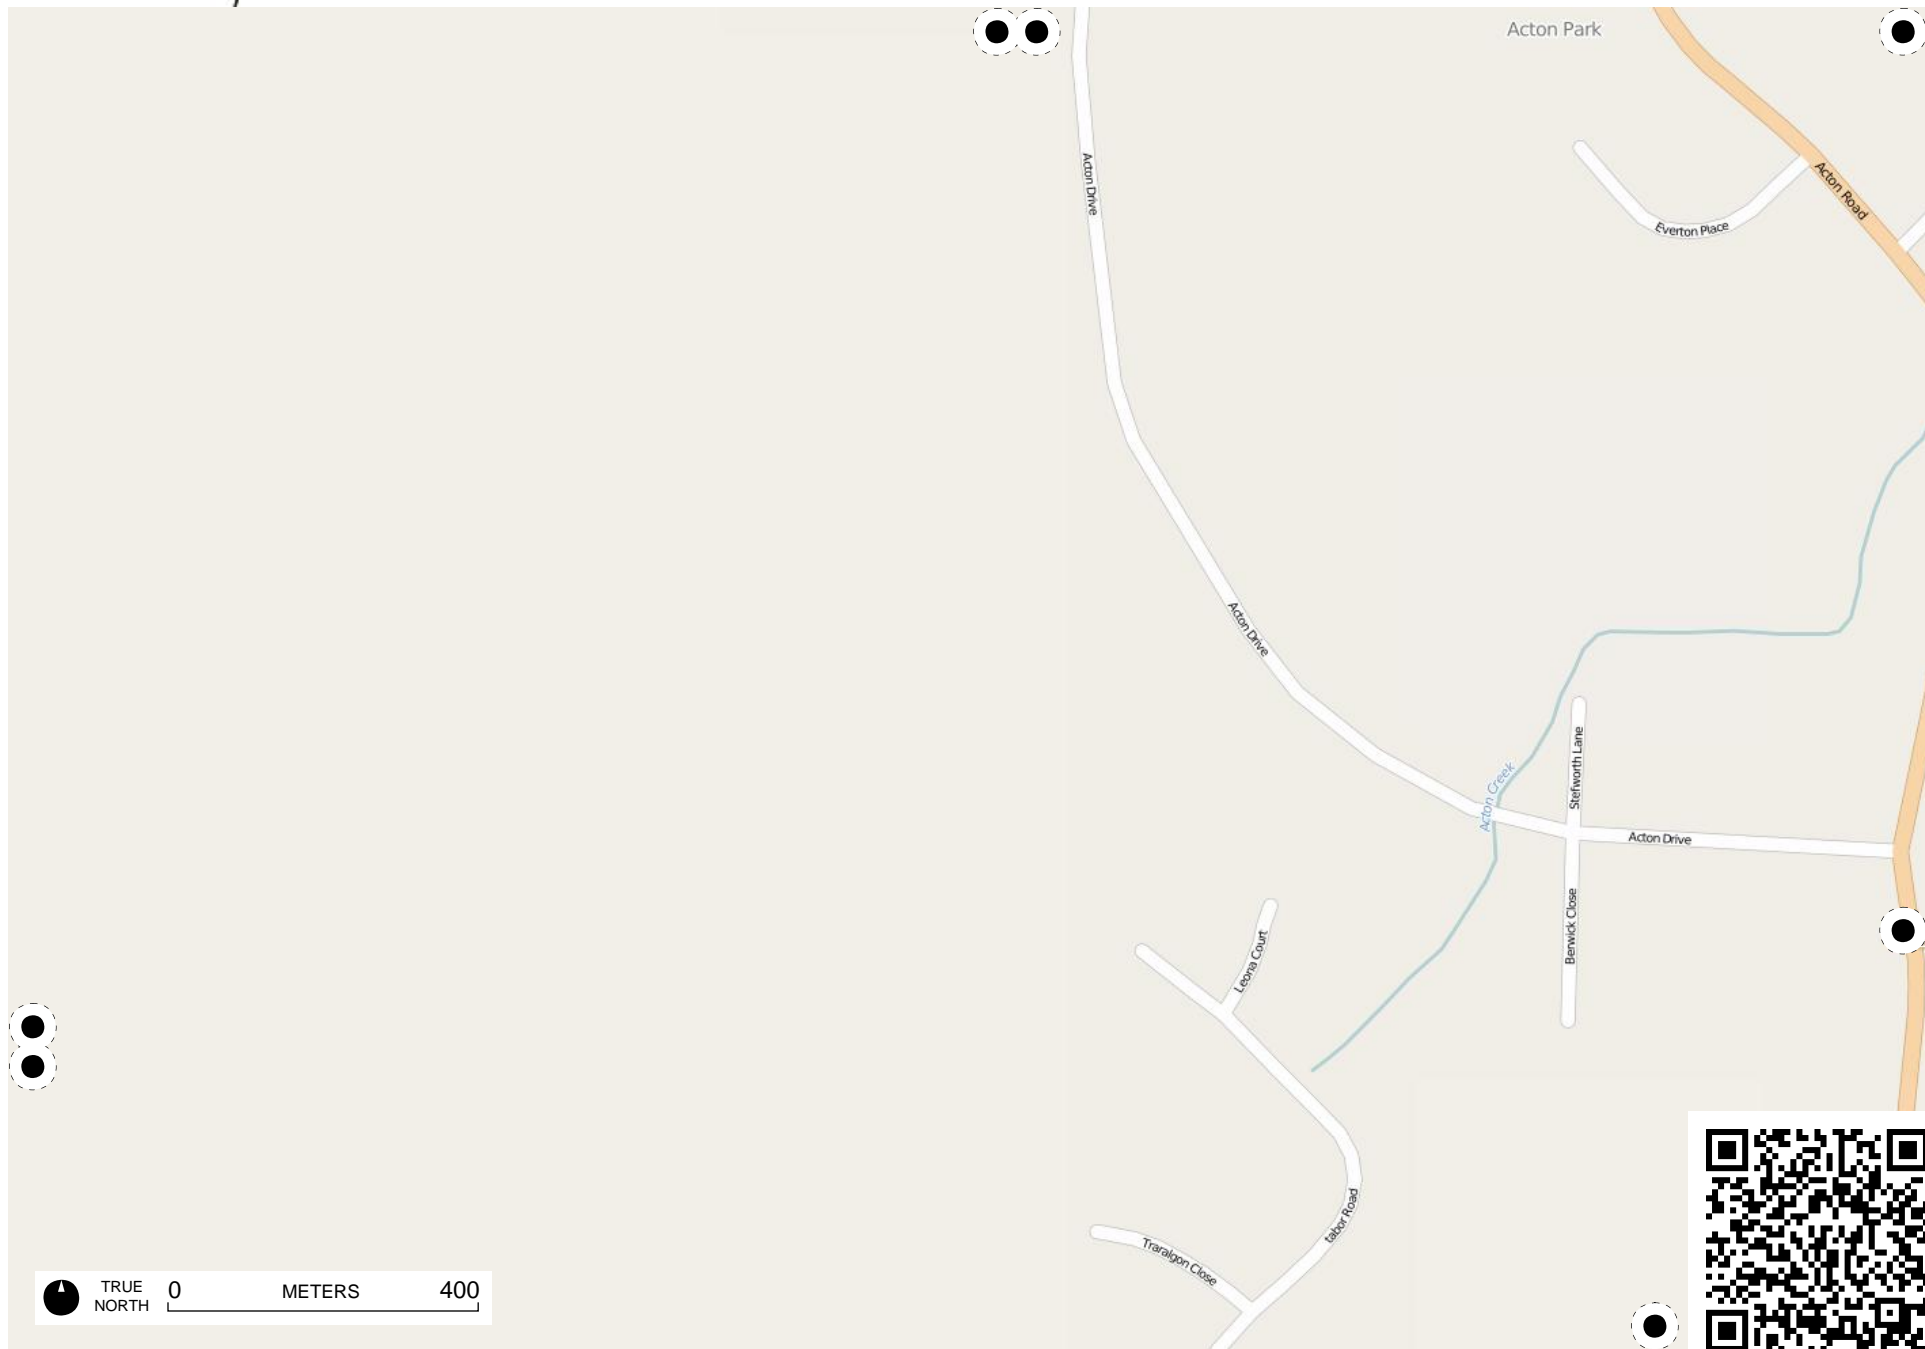 Acton Park
Acton Drive
Acton Road
Everton Place
Acton Drive
Stefworth Lane
Acton Creek
Acton Drive
Berwick Close
Leona Court
tabor Road
Traralgon Close
TRUE NORTH
0 METERS 400